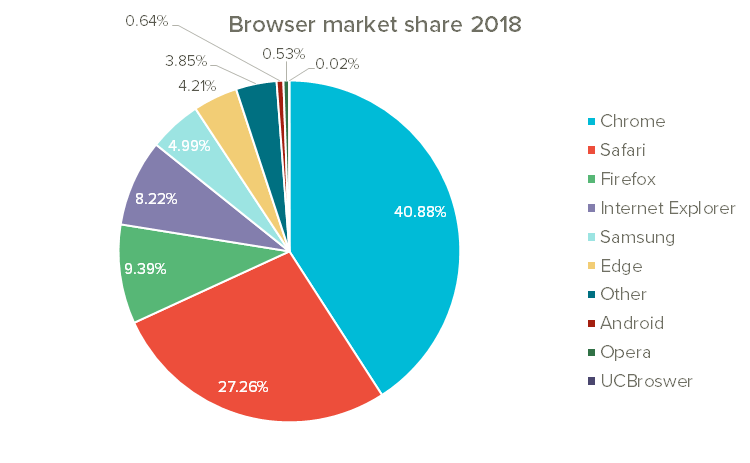 Browser market share 2018
0.64%
0.53%
0.02%
3.85%
4.21%
4.99%
8.22%
9.39%
27.26%
40.88%
Chrome
Safari
Firefox
Internet Explorer
Samsung
Edge
Other
Android
Opera
UCBroswer